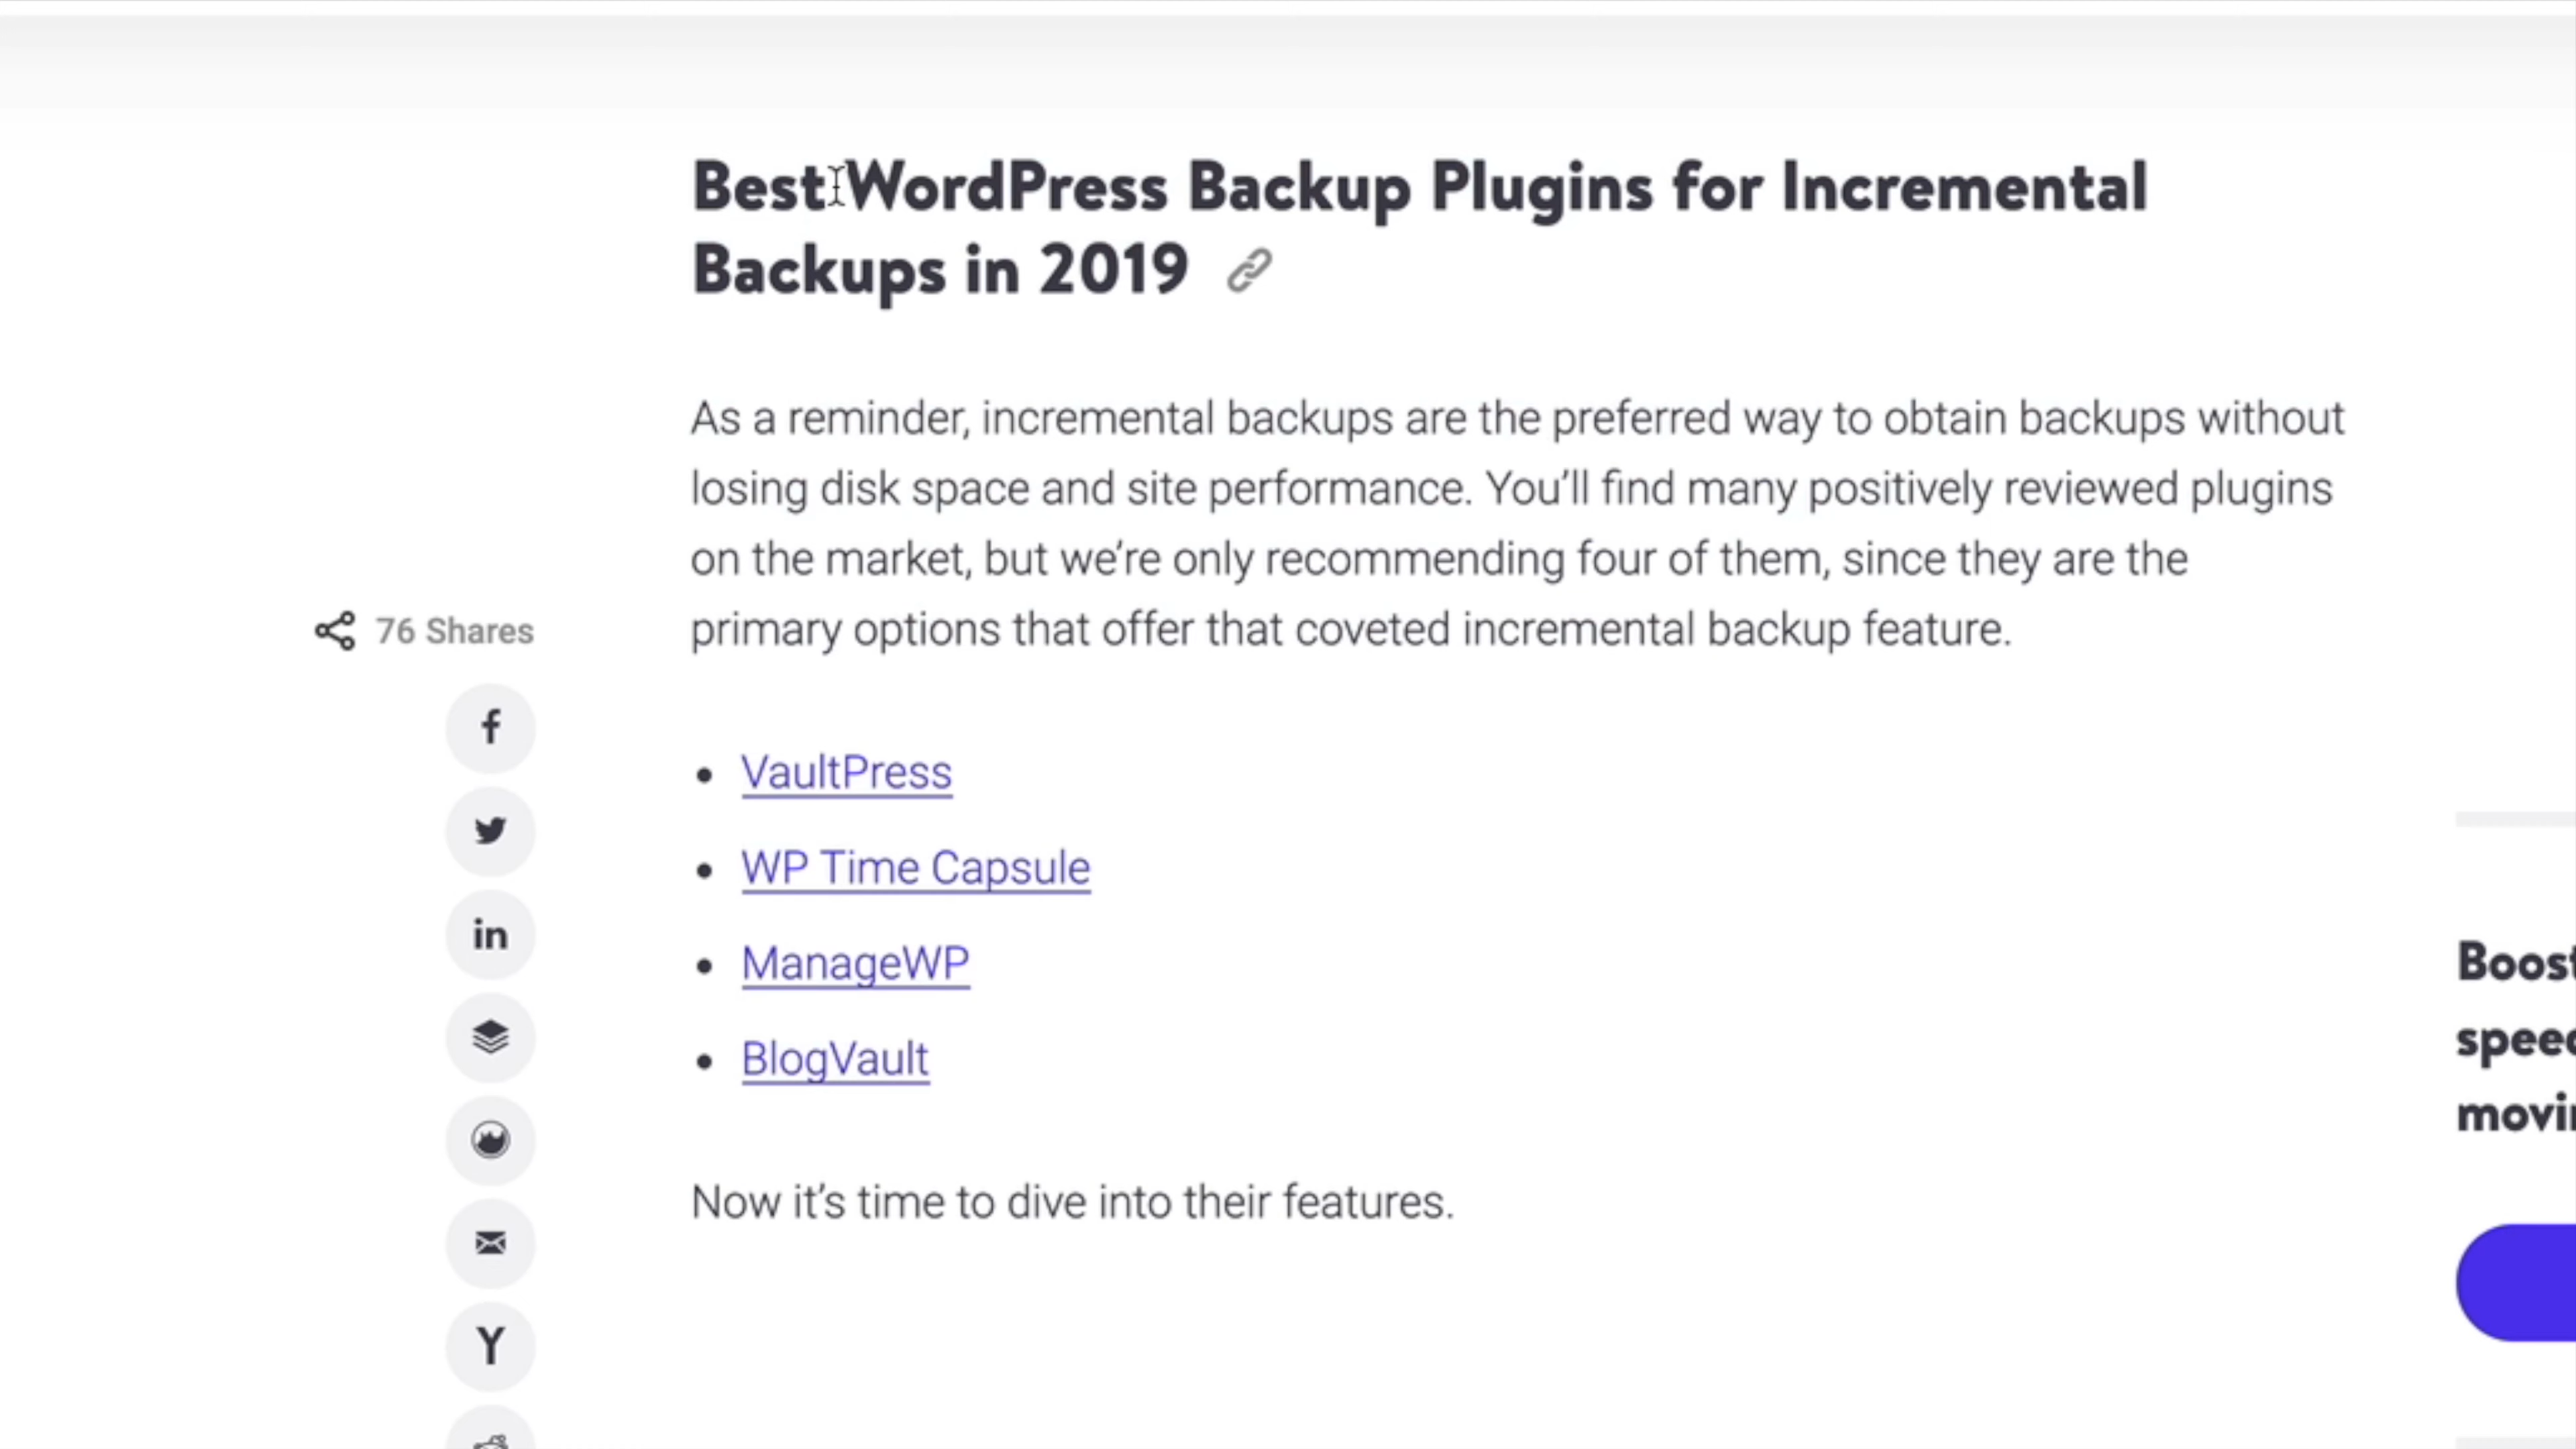 Best WordPress Backup Plugins for Incremental
Backups in 2019
As a reminder, incremental backups are the preferred way to obtain backups without
losing disk space and site performance. You’ll find many positively reviewed plugins
on the market, but we’re only recommending four of them, since they are the
primary options that offer that coveted incremental backup feature.
76 Shares
f
in
Y
VaultPress
WP Time Capsule
ManageWP
BlogVault
Now it’s time to dive into their features.
Boost